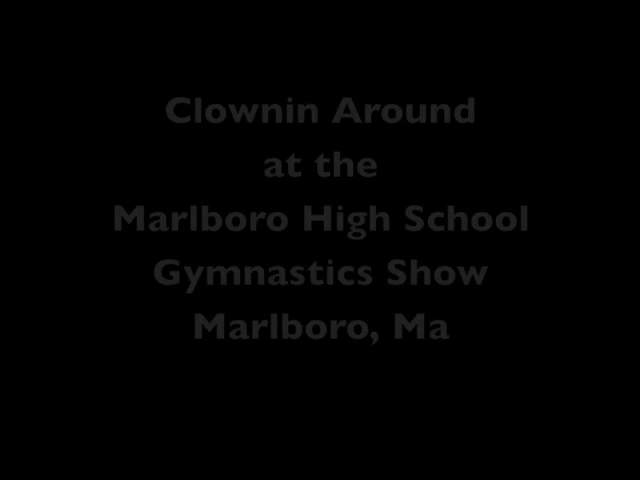 Clownin Around
at the
Marlboro High School
Gymnastics Show
Marlboro, Ma